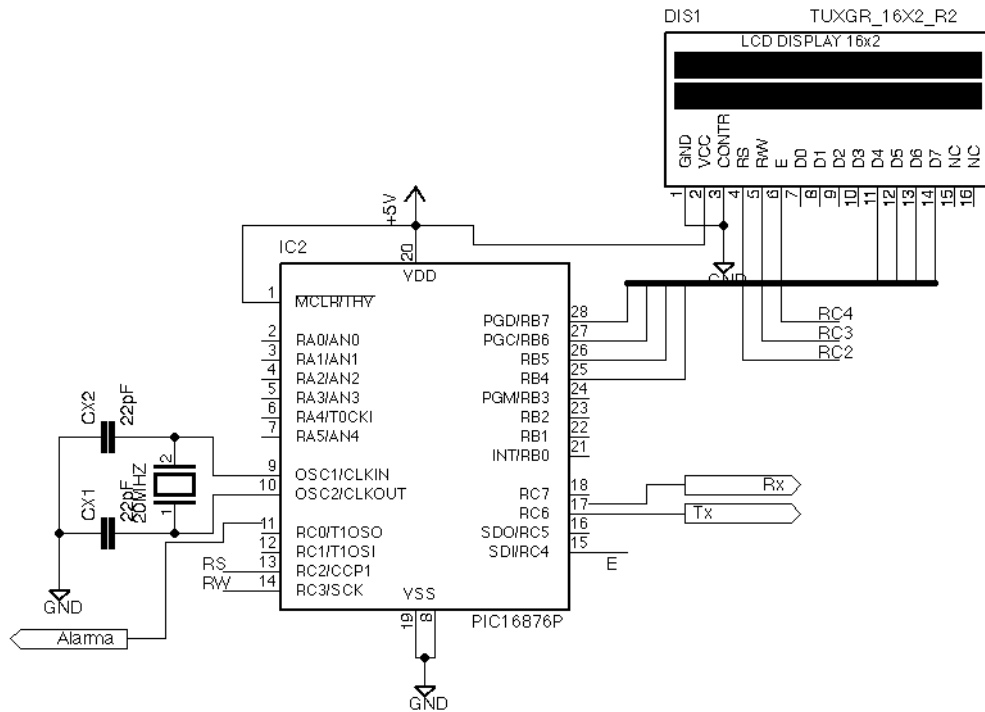 DIS1 TUXGR_16X2_R2
LCD DISPLAY 16x2
GND VCC CONTR RS R/W E D0 D1 D2 D3 D4 D5 D6 D7 NC NC
1 2 3 4 5 6 7 8 9 10 11 12 13 14 15 16
GND
RC4
RC3
RC2
+5V
IC2
20
VDD
1 MCLR/THV
2 RA0/AN0
3 RA1/AN1
4 RA2/AN2
5 RA3/AN3
6 RA4/T0CKI
7 RA5/AN4
9 OSC1/CLKIN
10 OSC2/CLKOUT
11 RC0/T1OSO
12 RC1/T1OSI
RS 13 RC2/CCP1
RW 14 RC3/SCK
PGD/RB7 28
PGC/RB6 27
RB5 26
RB4 25
PGM/RB3 24
RB2 23
RB1 22
INT/RB0 21
RC7 18
RC6 17
SDO/RC5 16
SDI/RC4 15
E
Rx
Tx
VSS
19 8
PIC16876P
GND
CX2
22pF
2
20MHZ
1
CX1
22pF
GND
Alarma